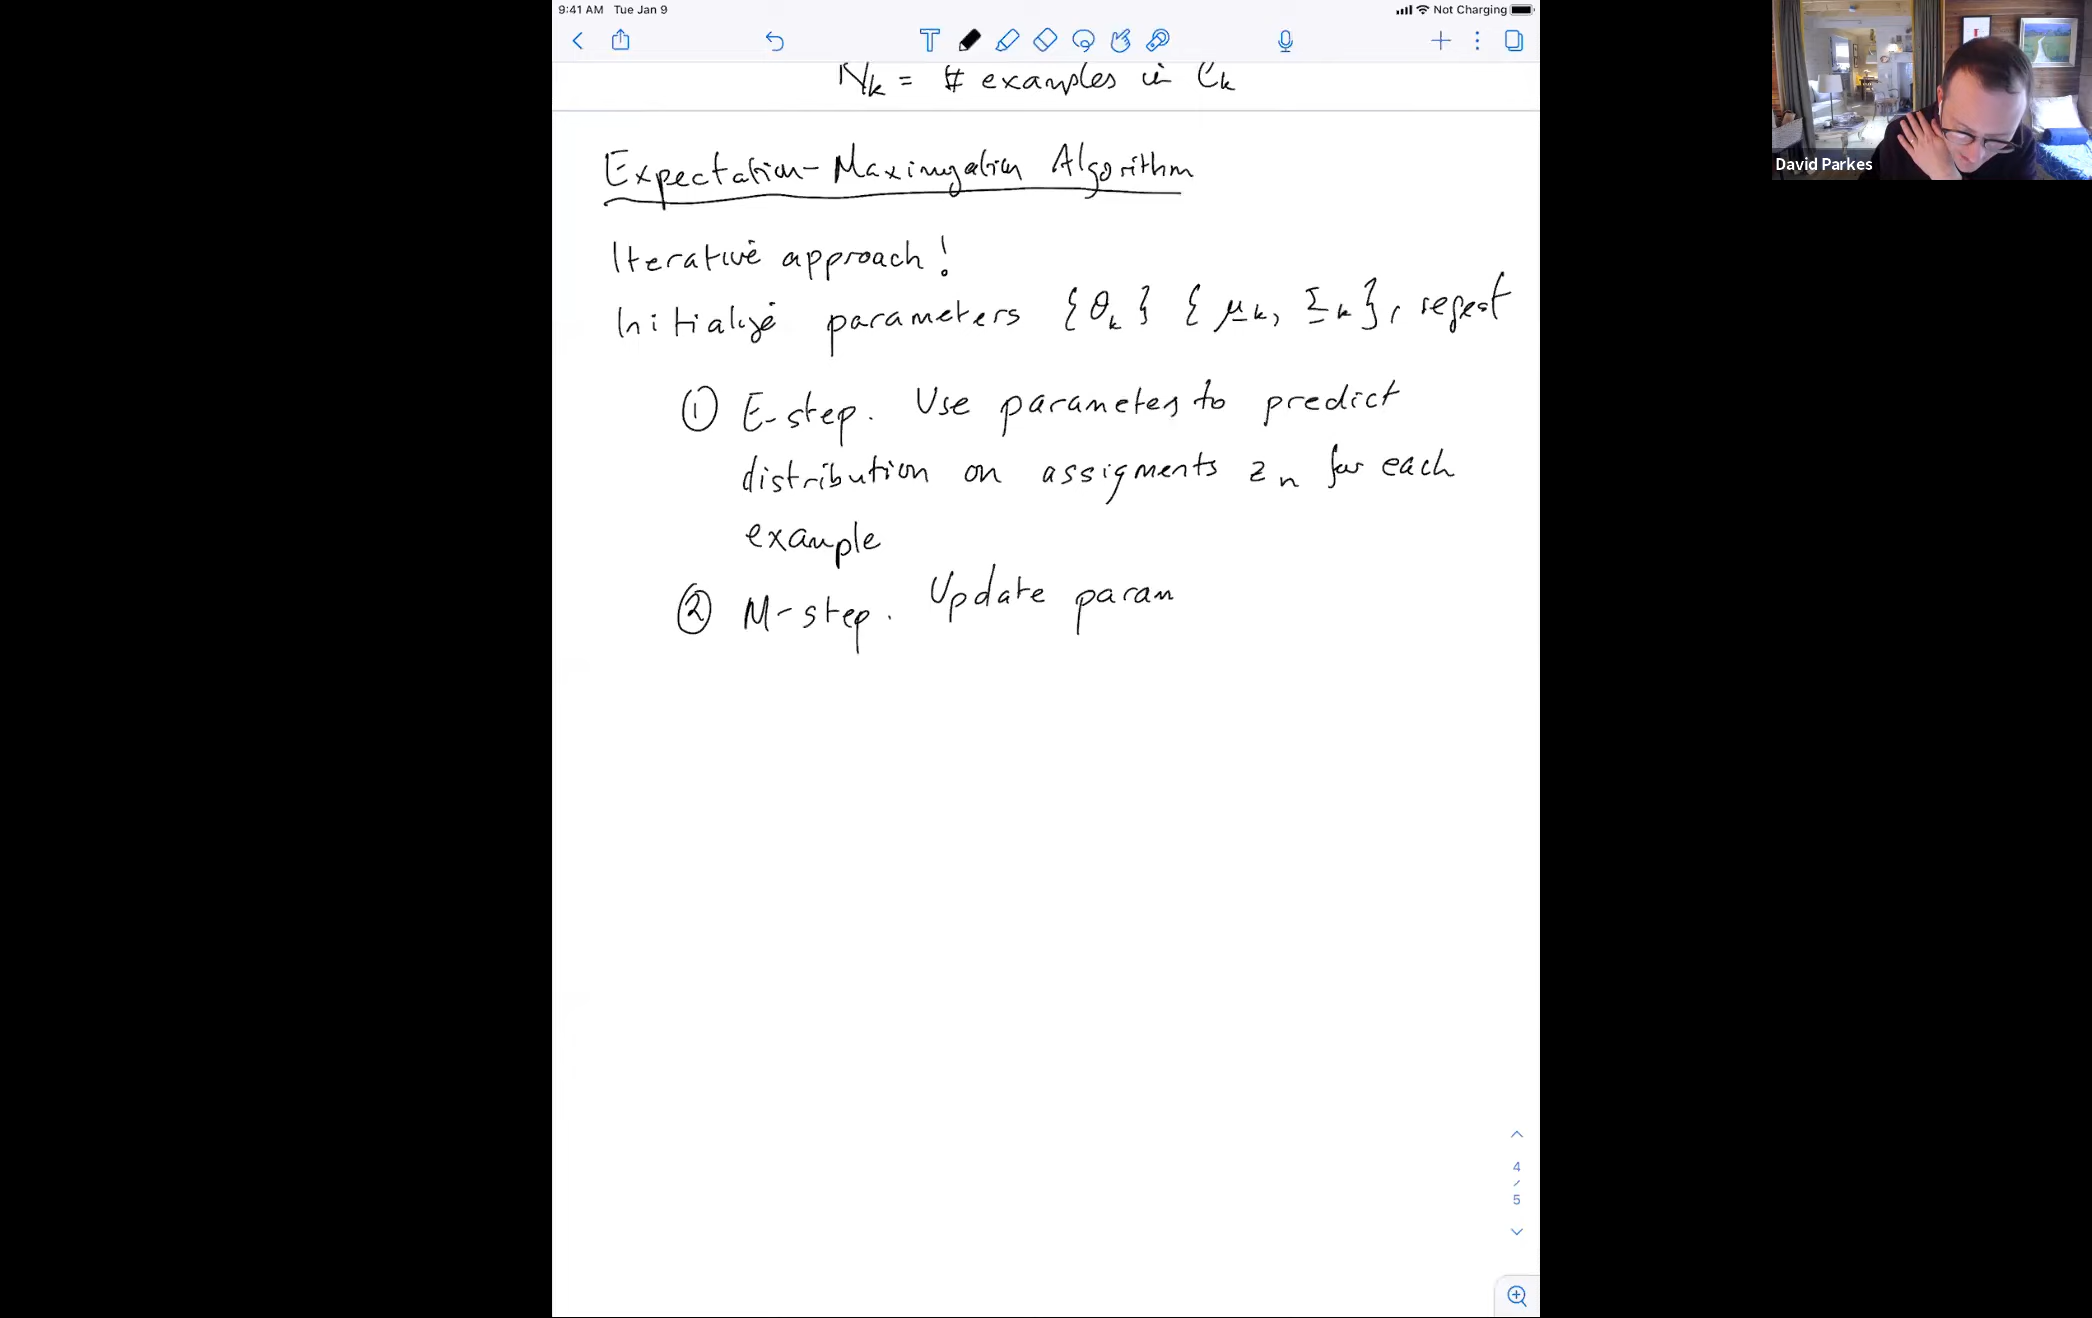 9:41 AM Tue Jan 9
Not Charging
N_k = # examples in C_k
Expectation-Maximization Algorithm
Iterative approach!
Initialize parameters {θ_k} {μ_k, Σ_k}, repeat
① E-step. Use parameters to predict
distribution on assigments z_n for each
example
② M-step. Update param
4
/
5
David Parkes